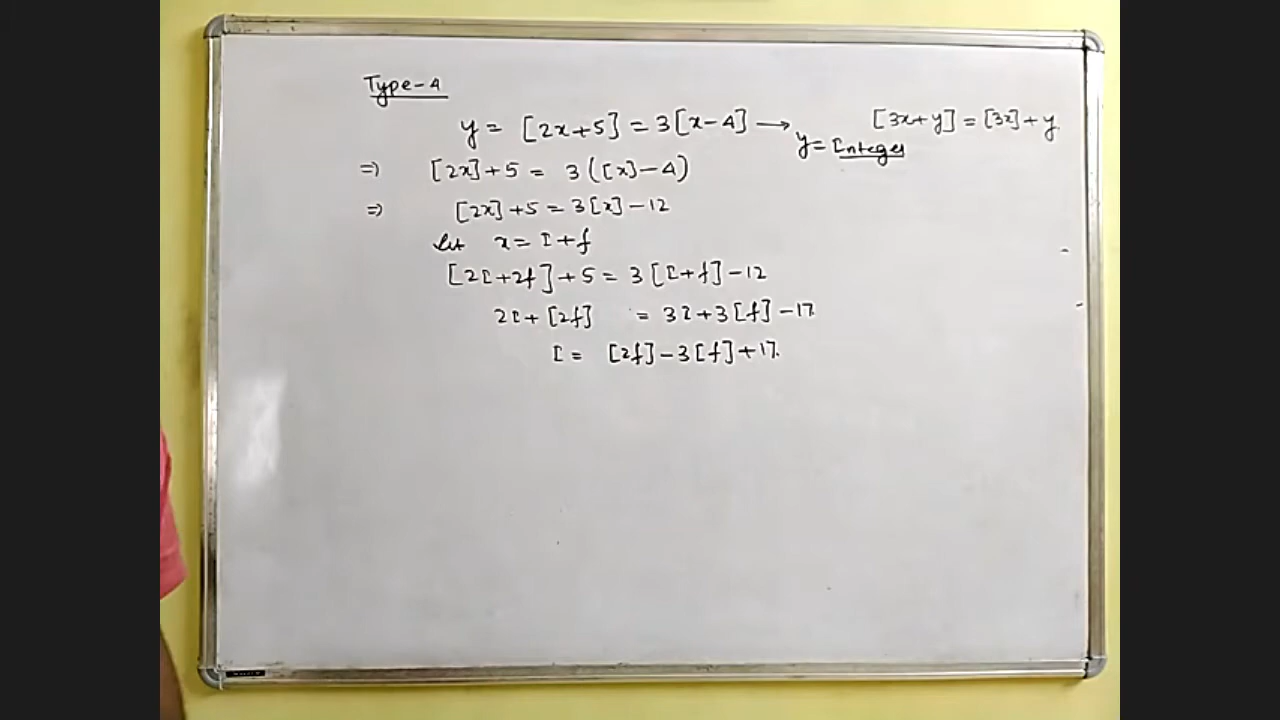 Type-4
y = [2x+5] = 3[x-4] → [3x+y] = [3x]+y.
y = Integer
⇒ [2x]+5 = 3([x]-4)
⇒ [2x]+5 = 3[x]-12
let x = I+f
[2I+2f]+5 = 3[I+f]-12
2I+[2f] = 3I+3[f]-17.
I = [2f]-3[f]+17.